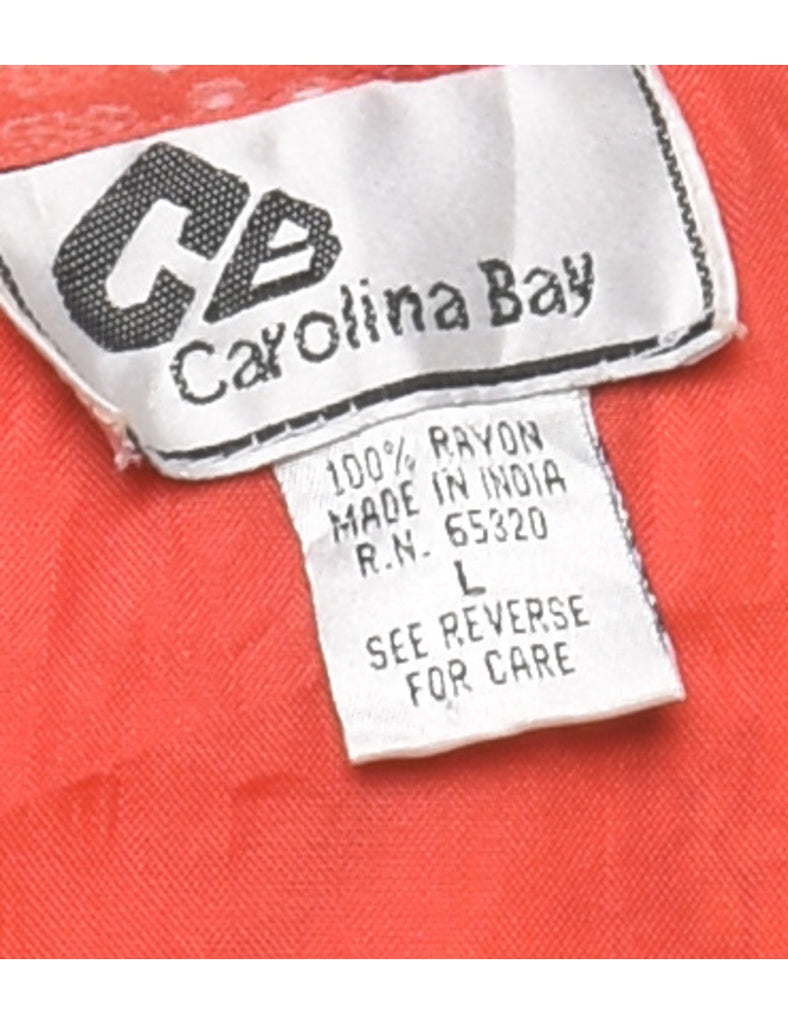 CB
Carolina Bay
100% RAYON
MADE IN INDIA
R.N. 65320
L
SEE REVERSE
FOR CARE